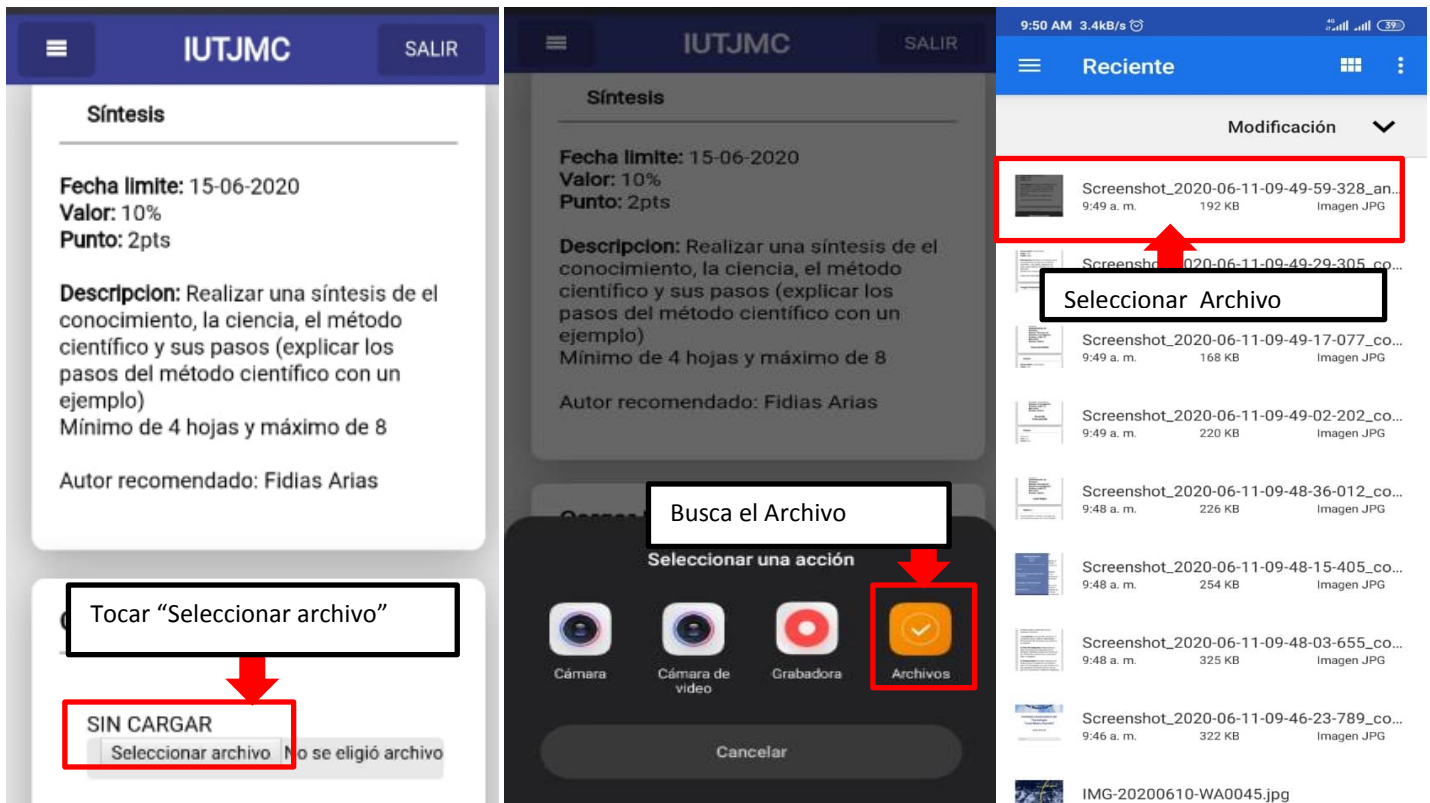 IUTJMC
SALIR
Síntesis
Fecha limite: 15-06-2020
Valor: 10%
Punto: 2pts
Descripcion: Realizar una síntesis de el
conocimiento, la ciencia, el método
científico y sus pasos (explicar los
pasos del método científico con un
ejemplo)
Mínimo de 4 hojas y máximo de 8
Autor recomendado: Fidias Arias
Tocar “Seleccionar archivo”
SIN CARGAR
Seleccionar archivo No se eligió archivo
IUTJMC
SALIR
Síntesis
Fecha limite: 15-06-2020
Valor: 10%
Punto: 2pts
Descripcion: Realizar una síntesis de el
conocimiento, la ciencia, el método
científico y sus pasos (explicar los
pasos del método científico con un
ejemplo)
Mínimo de 4 hojas y máximo de 8
Autor recomendado: Fidias Arias
Busca el Archivo
Seleccionar una acción
Cámara
Cámara de
video
Grabadora
Archivos
Cancelar
9:50 AM 3.4kB/s
4G
39
Reciente
Modificación
Screenshot_2020-06-11-09-49-59-328_an...
9:49 a. m. 192 KB Imagen JPG
Screenshot_2020-06-11-09-49-29-305_co...
Seleccionar Archivo
Screenshot_2020-06-11-09-49-17-077_co...
9:49 a. m. 168 KB Imagen JPG
Screenshot_2020-06-11-09-49-02-202_co...
9:49 a. m. 220 KB Imagen JPG
Screenshot_2020-06-11-09-48-36-012_co...
9:48 a. m. 226 KB Imagen JPG
Screenshot_2020-06-11-09-48-15-405_co...
9:48 a. m. 254 KB Imagen JPG
Screenshot_2020-06-11-09-48-03-655_co...
9:48 a. m. 325 KB Imagen JPG
Screenshot_2020-06-11-09-46-23-789_co...
9:46 a. m. 322 KB Imagen JPG
IMG-20200610-WA0045.jpg